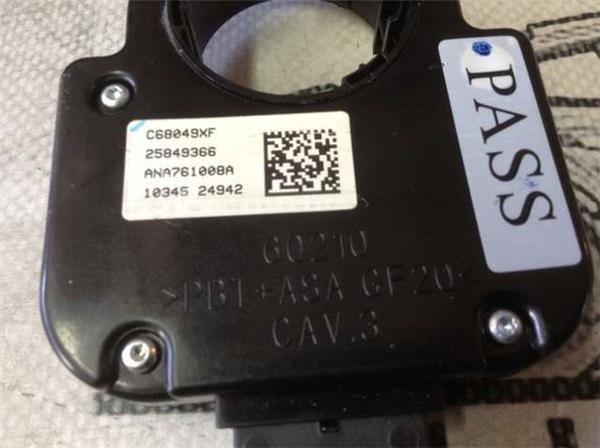 C68049XF
25849366
ANA761008A
10345 24942
PASS
60210
>PBT+ASA GF20<
CAV.3